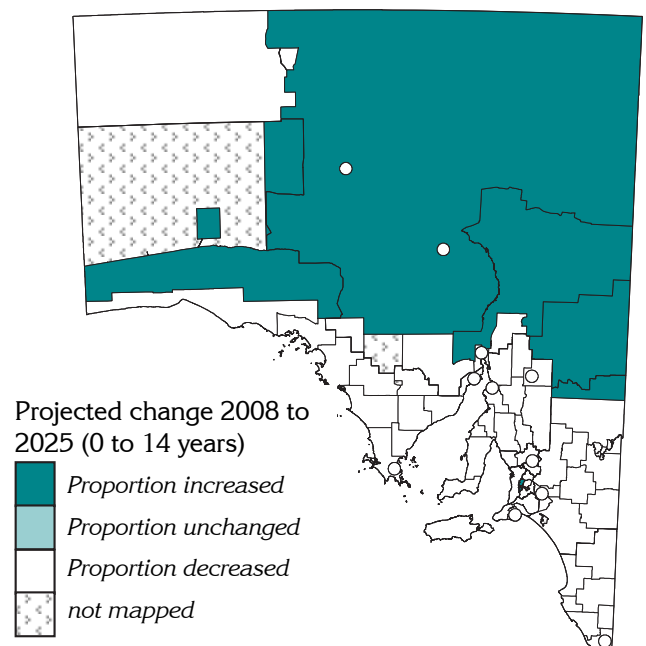 Projected change 2008 to
2025 (0 to 14 years)
Proportion increased
Proportion unchanged
Proportion decreased
not mapped